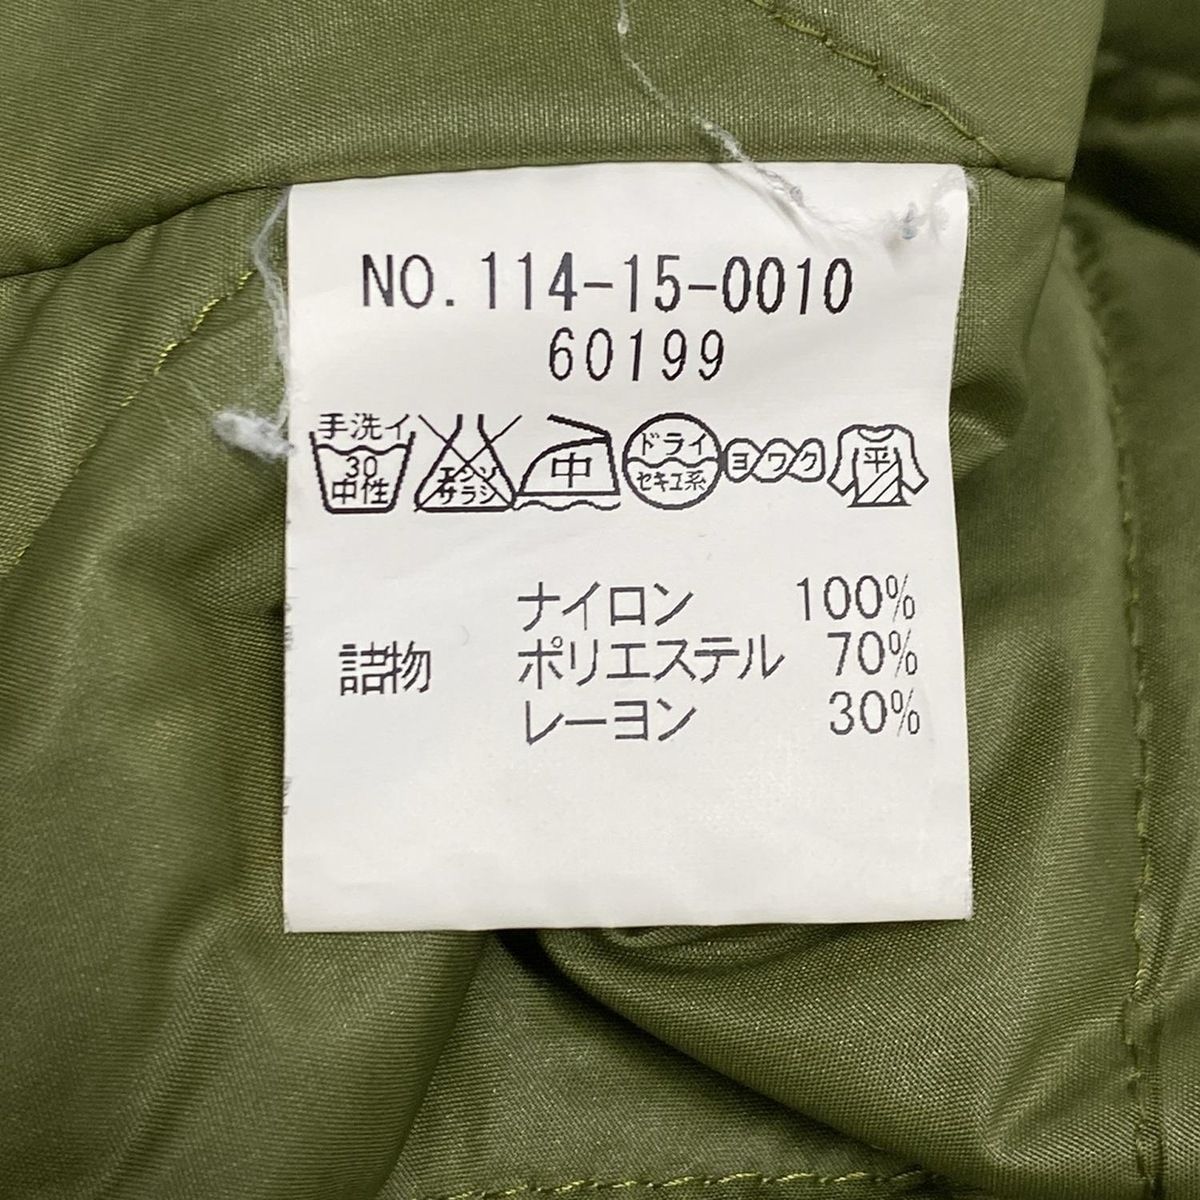 NO. 114-15-0010
60199
手洗イ 30 中性 エンソ サラシ 中 ドライ セキユ系 ヨワク 平
ナイロン 100%
詰物 ポリエステル 70%
レーヨン 30%